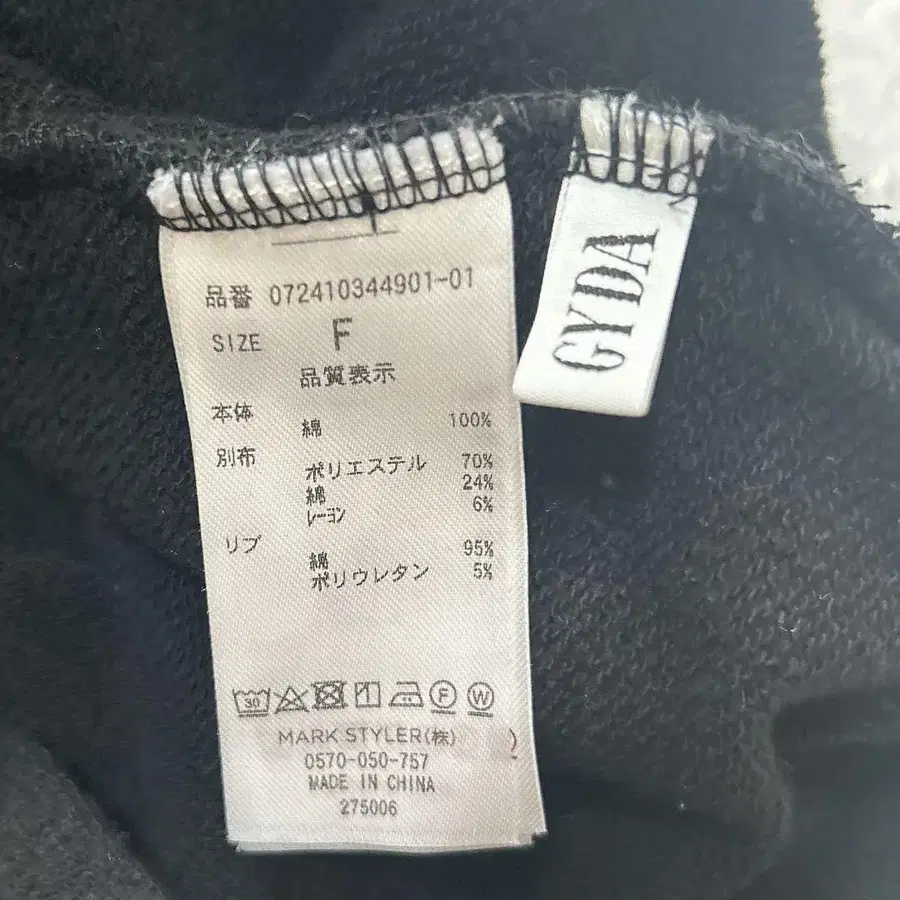 品番 072410344901-01
SIZE F
品質表示
本体 綿 100%
別布 ポリエステル 70%
綿 24%
レーヨン 6%
リブ 綿 95%
ポリウレタン 5%
30 F W
MARK STYLER(株)
0570-050-757
MADE IN CHINA
275006
GYDA